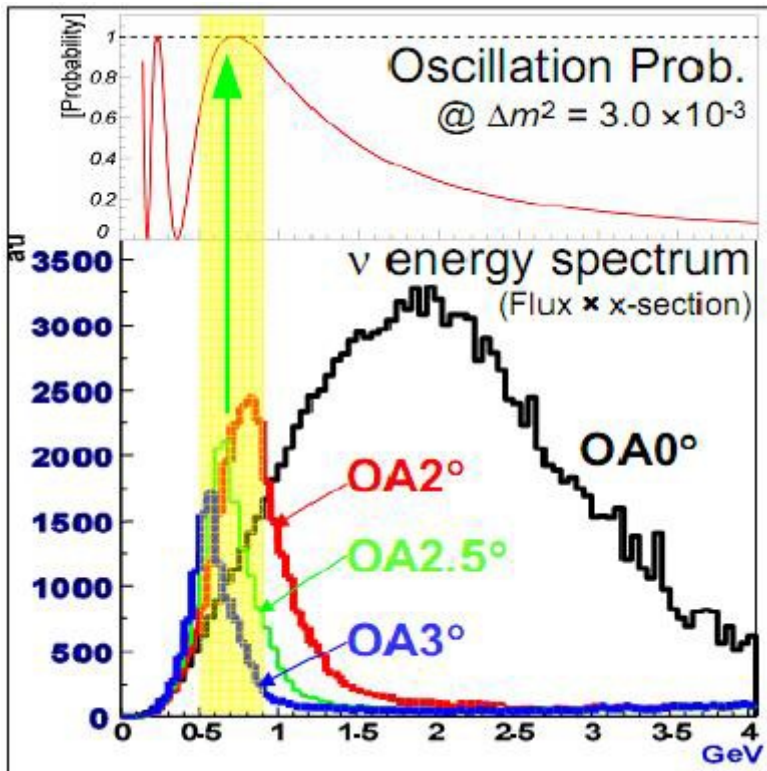 [Probability]
1
0.8
0.6
0.4
0.2
0
Oscillation Prob.
@ Δm² = 3.0 ×10⁻³
au
ν energy spectrum
(Flux × x-section)
3500
3000
2500
2000
1500
1000
500
0
OA0°
OA2°
OA2.5°
OA3°
0 0-5 1 1-5 2 2-5 3 3-5 4
GeV